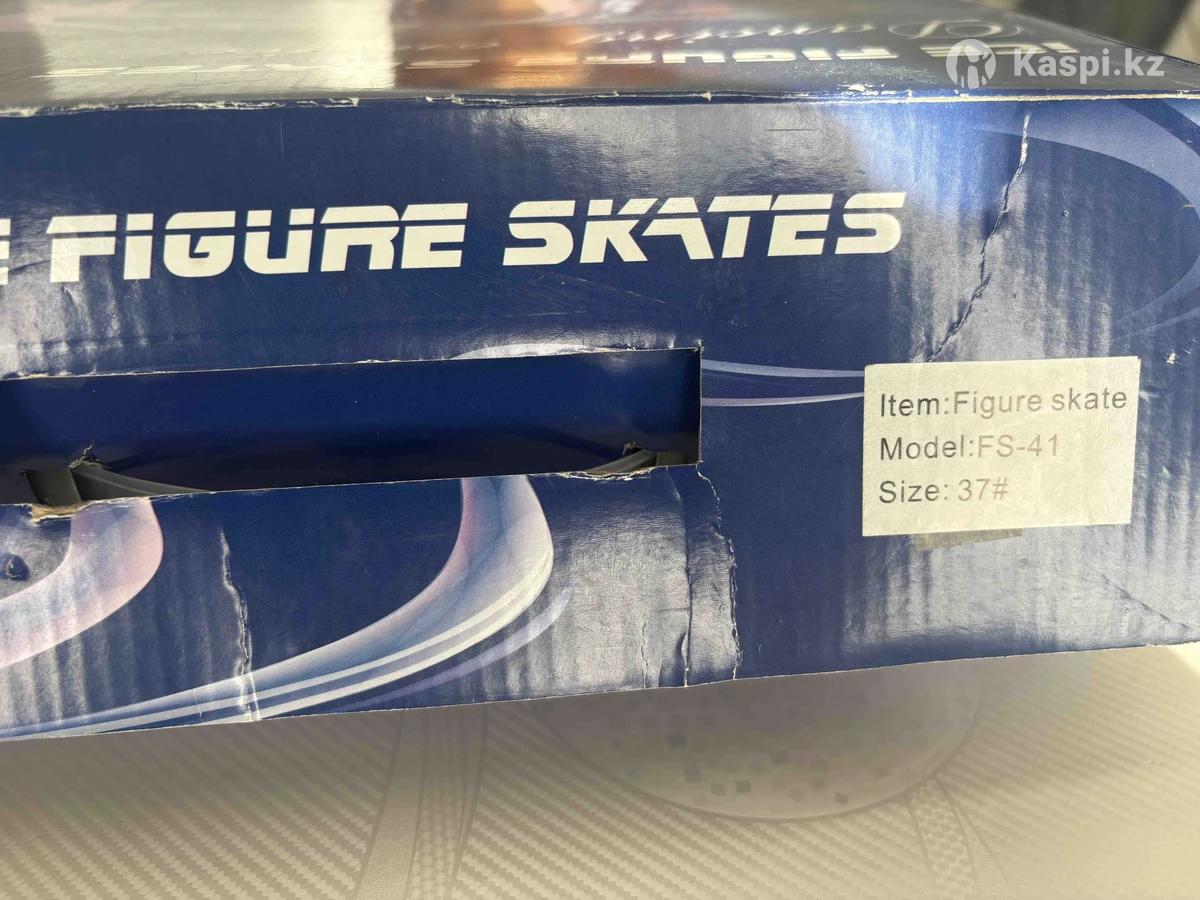 Kaspi.kz
FIGURE SKATES
Item:Figure skate
Model:FS-41
Size: 37#